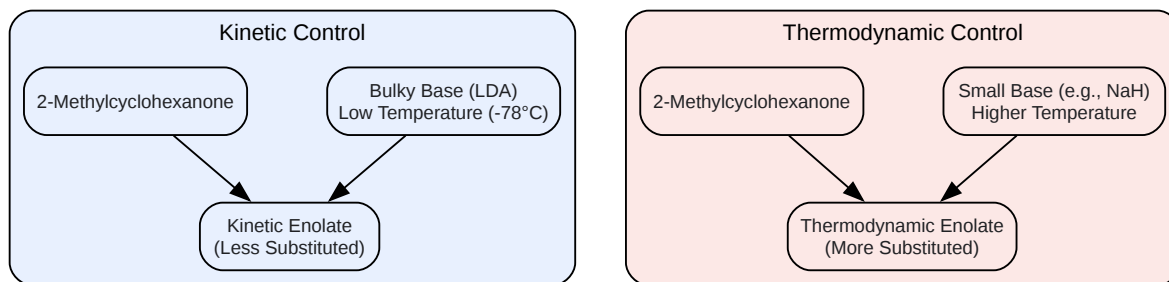 Kinetic Control
2-Methylcyclohexanone
Bulky Base (LDA)
Low Temperature (-78°C)
Kinetic Enolate
(Less Substituted)
Thermodynamic Control
2-Methylcyclohexanone
Small Base (e.g., NaH)
Higher Temperature
Thermodynamic Enolate
(More Substituted)